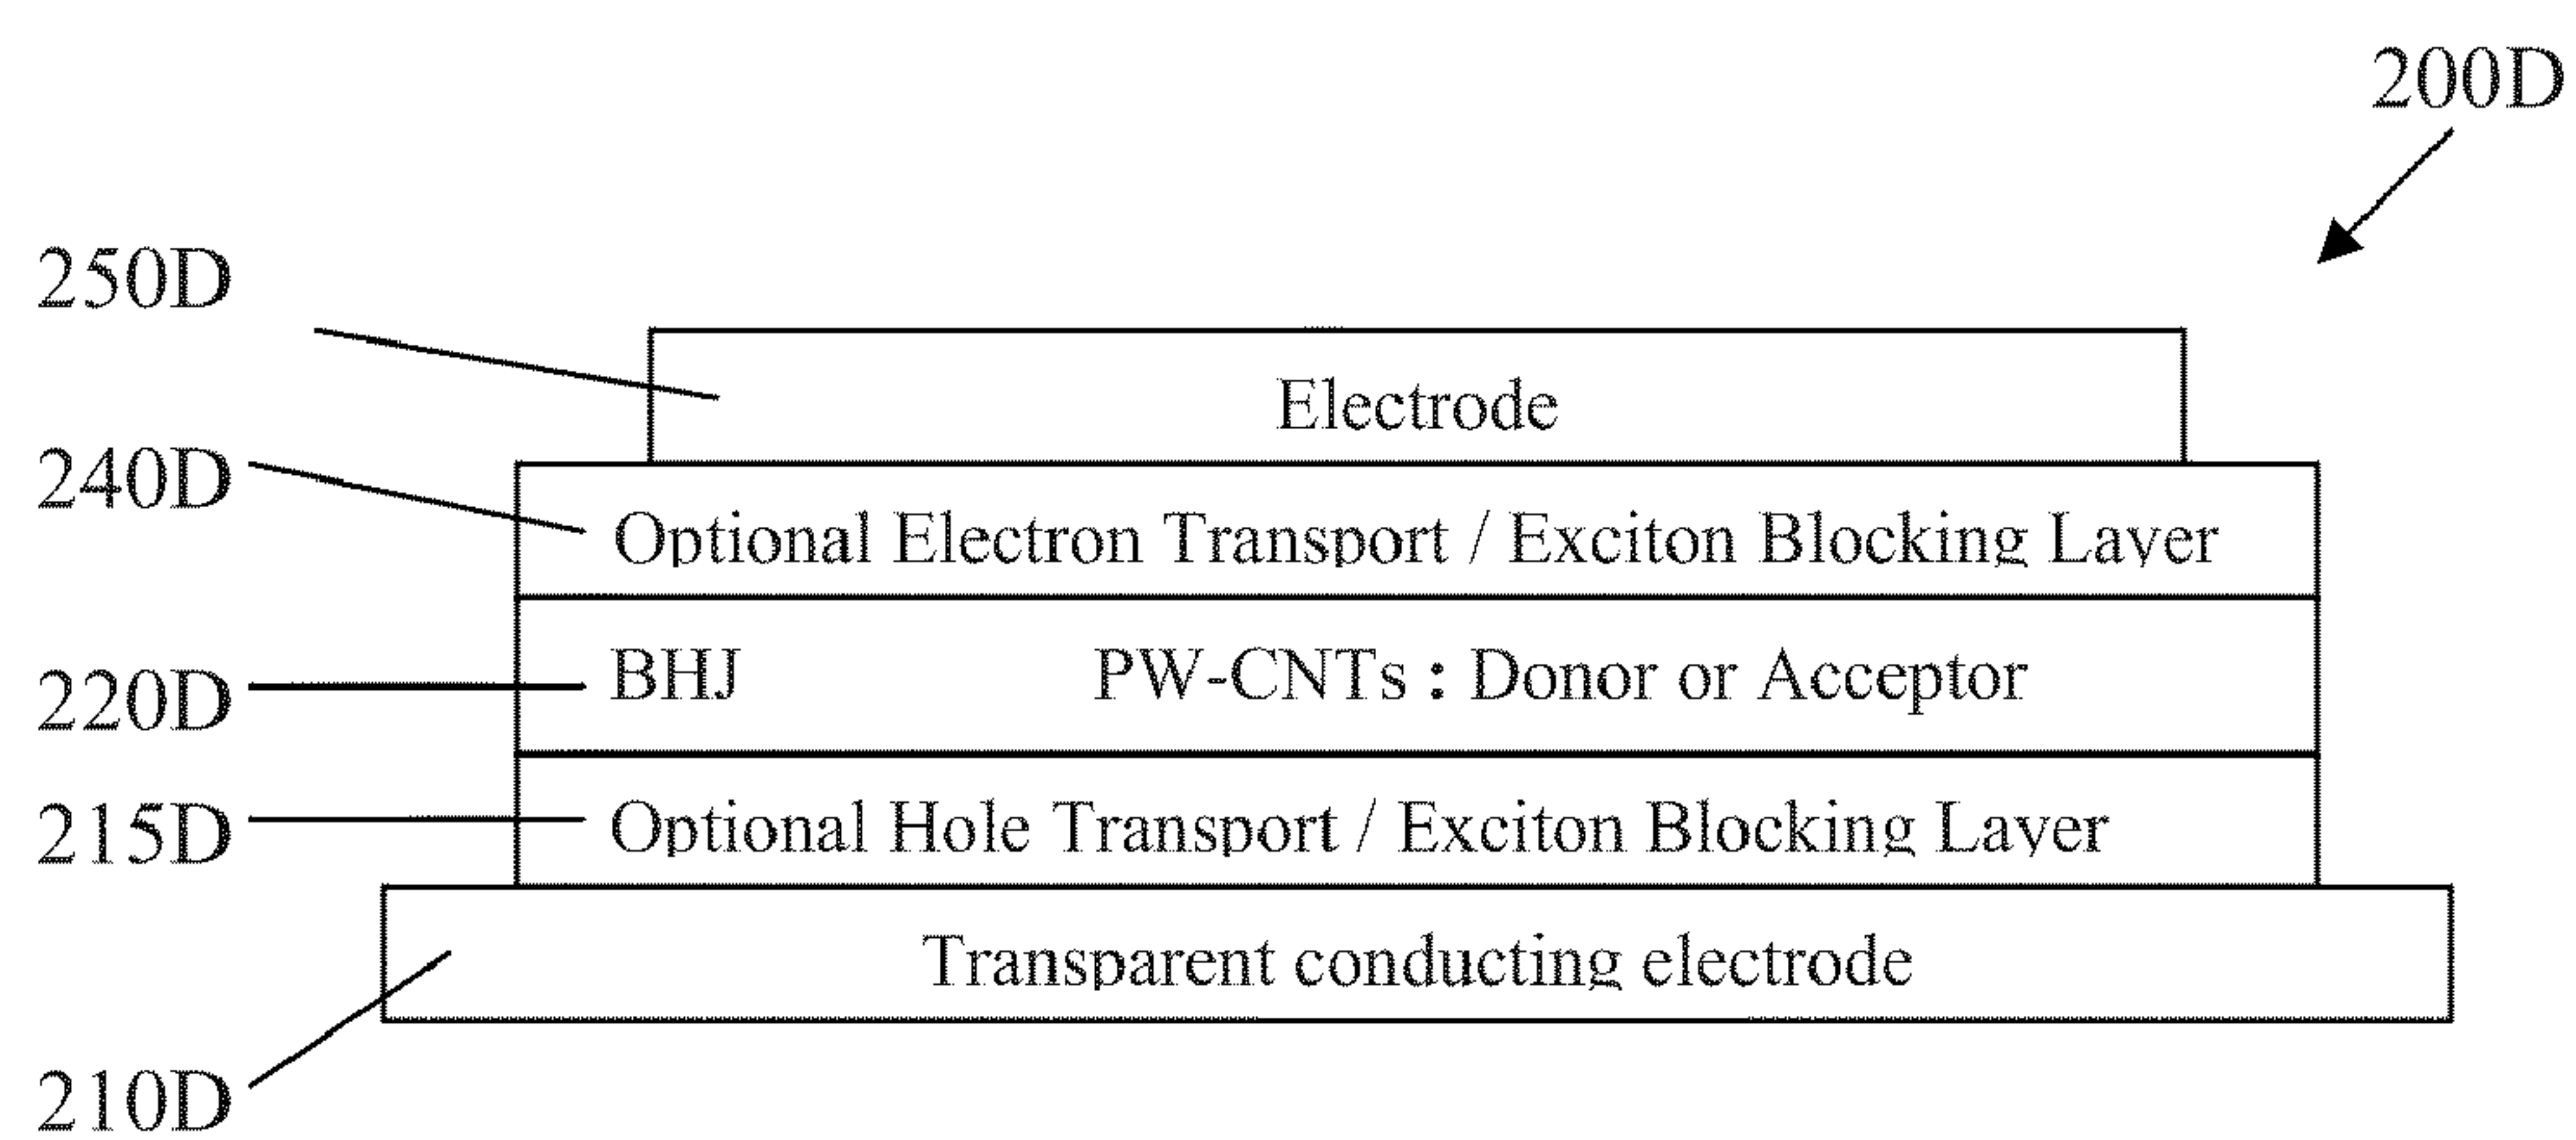 200D
250D
Electrode
240D
Optional Electron Transport / Exciton Blocking Layer
220D
BHJ PW-CNTs : Donor or Acceptor
215D
Optional Hole Transport / Exciton Blocking Layer
Transparent conducting electrode
210D